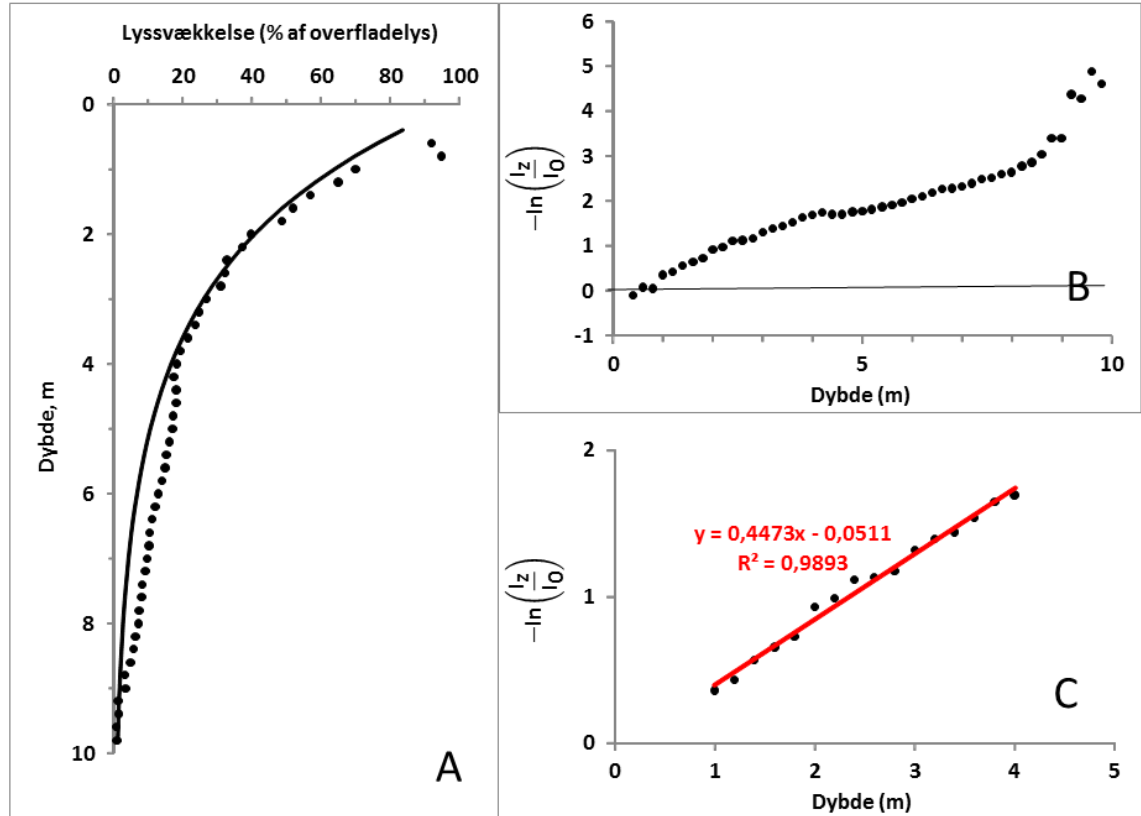 Lyssvækkelse (% af overfladelys)
0 20 40 60 80 100
0
2
4
6
8
10
Dybde, m
A
6
5
4
3
2
1
0
-1
−ln (Iz/I0)
0 5 10
Dybde (m)
B
2
1
0
−ln (Iz/I0)
y = 0,4473x - 0,0511
R² = 0,9893
0 1 2 3 4 5
Dybde (m)
C